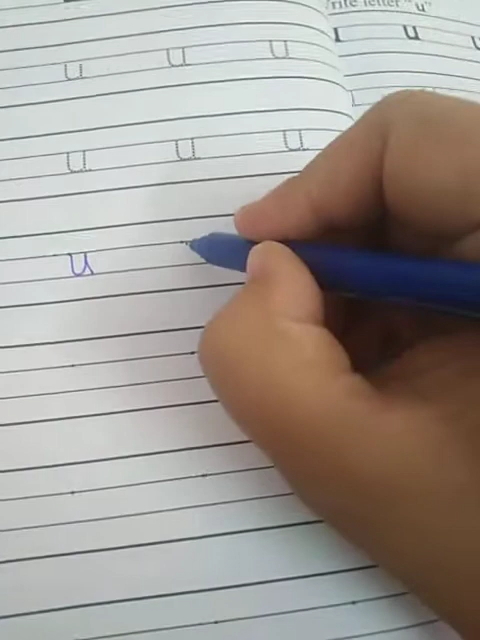 rite letter "u"
u u
u u u
u u u
u